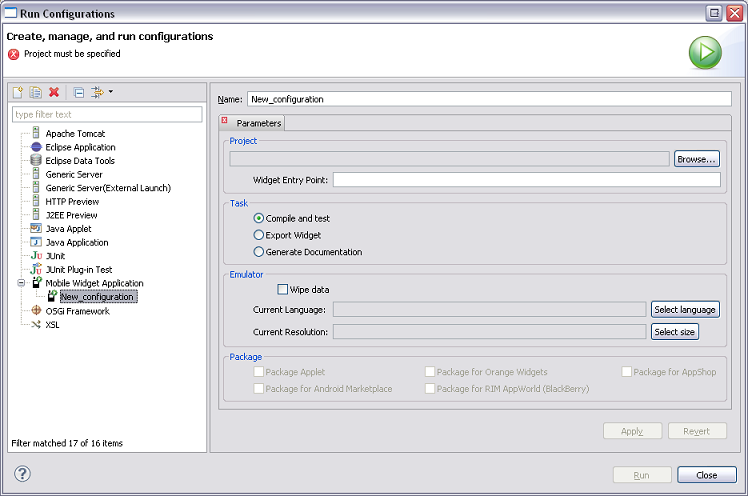 Run Configurations
Create, manage, and run configurations
Project must be specified
type filter text
Apache Tomcat
Eclipse Application
Eclipse Data Tools
Generic Server
Generic Server(External Launch)
HTTP Preview
J2EE Preview
Java Applet
Java Application
JUnit
JUnit Plug-in Test
Mobile Widget Application
New_configuration
OSGi Framework
XSL
Filter matched 17 of 16 items
Name: New_configuration
Parameters
Project
Browse...
Widget Entry Point:
Task
Compile and test
Export Widget
Generate Documentation
Emulator
Wipe data
Current Language: Select language
Current Resolution: Select size
Package
Package Applet Package for Orange Widgets Package for AppShop
Package for Android Marketplace Package for RIM AppWorld (BlackBerry)
Apply Revert
Run Close